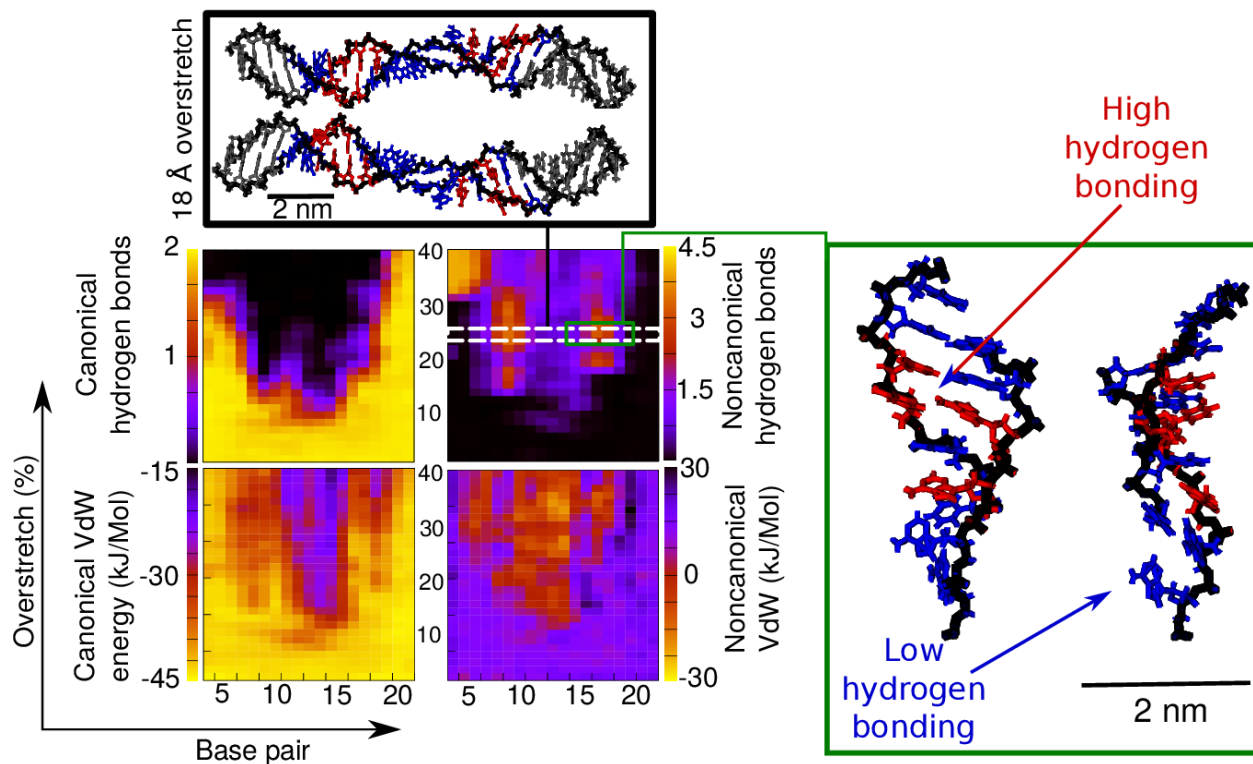 18 Å overstretch
2 nm
High
hydrogen
bonding
Canonical
hydrogen bonds
2
1
40
30
20
10
4.5
3
1.5
Noncanonical
hydrogen bonds
Overstretch (%)
Canonical VdW
energy (kJ/Mol)
-15
-30
-45
40
30
20
10
30
0
-30
Noncanonical
VdW (kJ/Mol)
5 10 15 20
5 10 15 20
Base pair
Low
hydrogen
bonding
2 nm